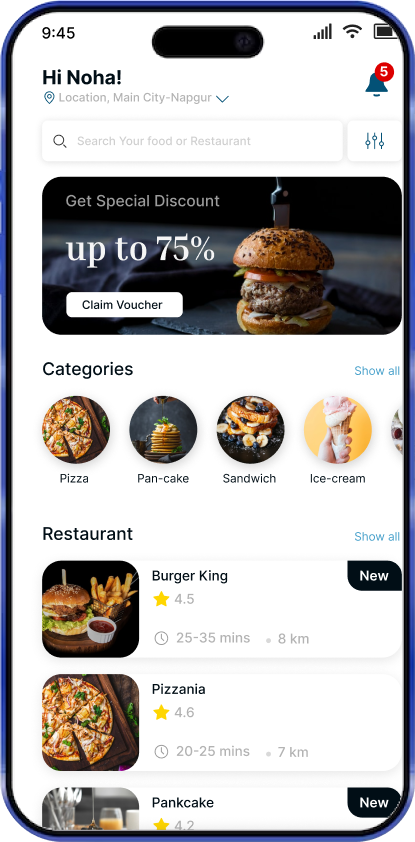 9:45
Hi Noha!
5
Location, Main City-Napgur
Search Your food or Restaurant
Get Special Discount
up to 75%
Claim Voucher
Categories
Show all
Pizza
Pan-cake
Sandwich
Ice-cream
Restaurant
Show all
Burger King
New
4.5
25-35 mins
8 km
Pizzania
4.6
20-25 mins
7 km
Pankcake
New
4.2